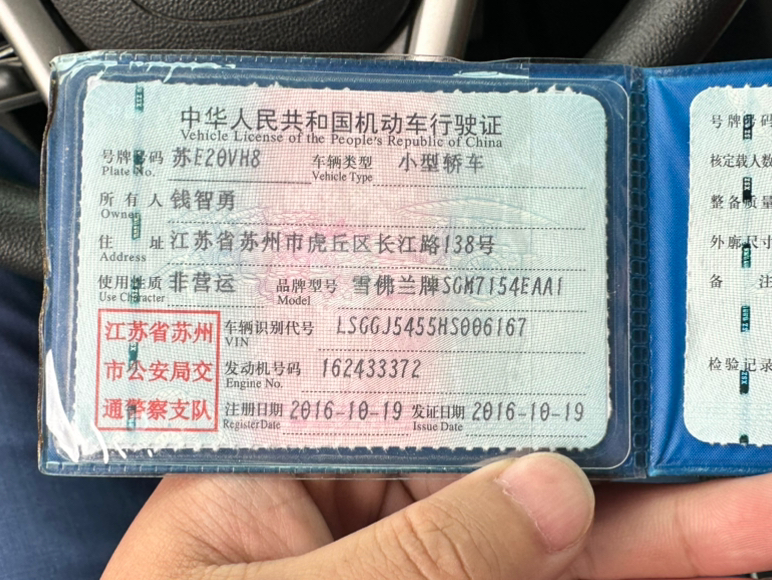 中华人民共和国机动车行驶证
Vehicle License of the People's Republic of China
号牌号码 苏E20VH8 车辆类型 小型轿车
Plate No. Vehicle Type
所有人 钱智勇
Owner
住址 江苏省苏州市虎丘区长江路138号
Address
使用性质 非营运 品牌型号 雪佛兰牌SGM7154EAA1
Use Character Model
江苏省苏州
市公安局交
通警察支队
车辆识别代号 LSGGJ5455HS006167
VIN
发动机号码 162433372
Engine No.
注册日期 2016-10-19 发证日期 2016-10-19
Register Date Issue Date
号牌号码
核定载人数
整备质量
外廓尺寸
备注
检验记录